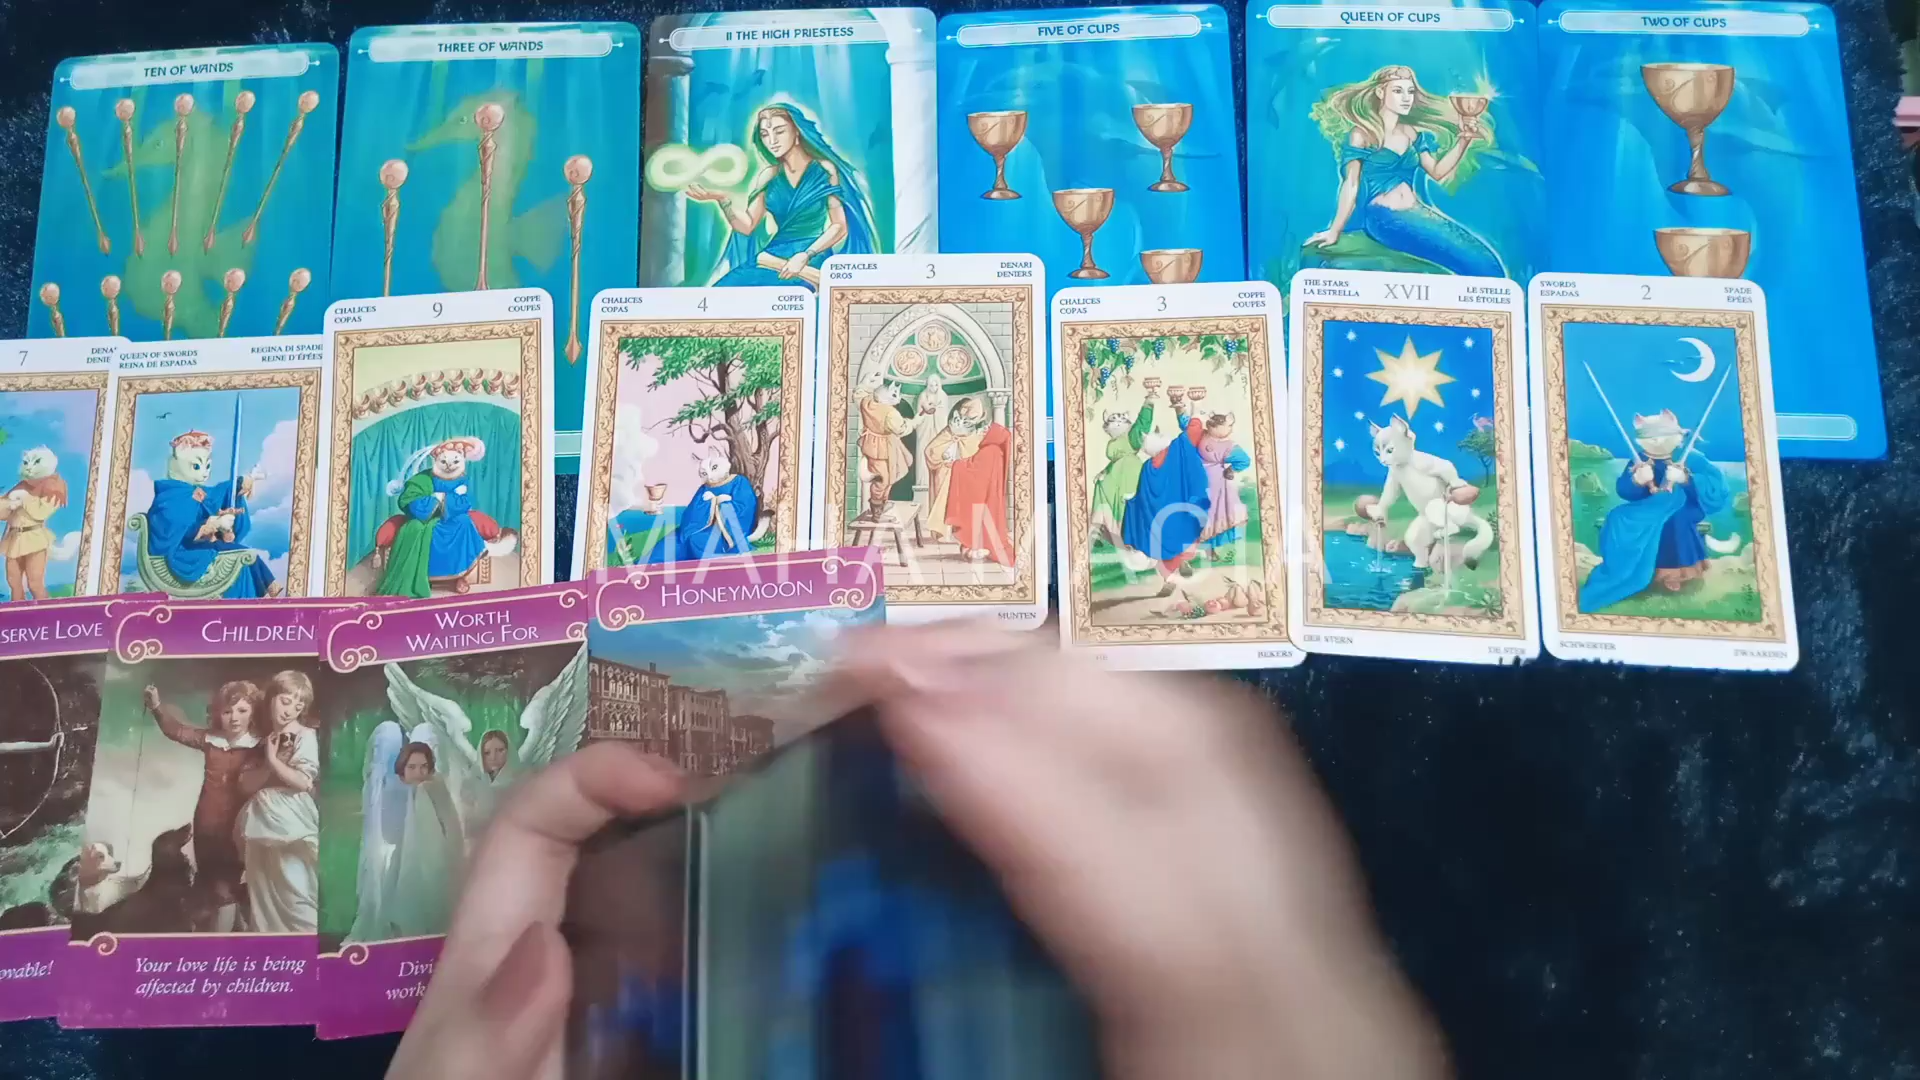 TEN OF WANDS
THREE OF WANDS
II THE HIGH PRIESTESS
FIVE OF CUPS
QUEEN OF CUPS
TWO OF CUPS
7
QUEEN OF SWORDS
REINA DE ESPADAS
REGINA DI SPADE
REINE D'ÉPÉES
CHALICES
COPAS
9
COPPE
COUPES
CHALICES
COPAS
4
COPPE
COUPES
PENTACLES
OROS
3
DENARI
DENIERS
MUNTEN
CHALICES
COPAS
3
COPPE
COUPES
BEKERS
THE STARS
LA ESTRELLA
XVII
LE STELLE
LES ÉTOILES
DER STERN
DE STER
SWORDS
ESPADAS
2
SPADE
ÉPÉES
SCHWERTER
ZWAARDEN
MAHA MAGIA
LOVE
CHILDREN
Your love life is being
affected by children.
WORTH
WAITING FOR
HONEYMOON